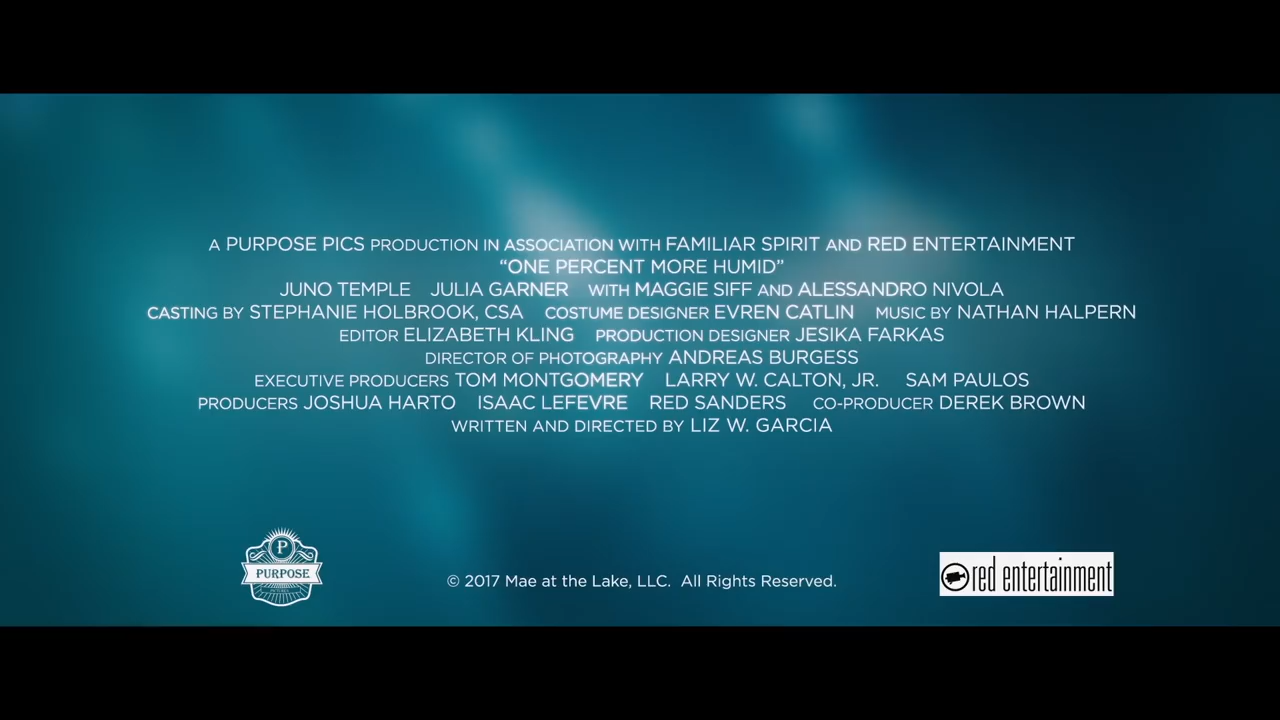 A PURPOSE PICS PRODUCTION IN ASSOCIATION WITH FAMILIAR SPIRIT AND RED ENTERTAINMENT
“ONE PERCENT MORE HUMID”
JUNO TEMPLE JULIA GARNER WITH MAGGIE SIFF AND ALESSANDRO NIVOLA
CASTING BY STEPHANIE HOLBROOK, CSA COSTUME DESIGNER EVREN CATLIN MUSIC BY NATHAN HALPERN
EDITOR ELIZABETH KLING PRODUCTION DESIGNER JESIKA FARKAS
DIRECTOR OF PHOTOGRAPHY ANDREAS BURGESS
EXECUTIVE PRODUCERS TOM MONTGOMERY LARRY W. CALTON, JR. SAM PAULOS
PRODUCERS JOSHUA HARTO ISAAC LEFEVRE RED SANDERS CO-PRODUCER DEREK BROWN
WRITTEN AND DIRECTED BY LIZ W. GARCIA
P
PURPOSE
© 2017 Mae at the Lake, LLC. All Rights Reserved.
red entertainment